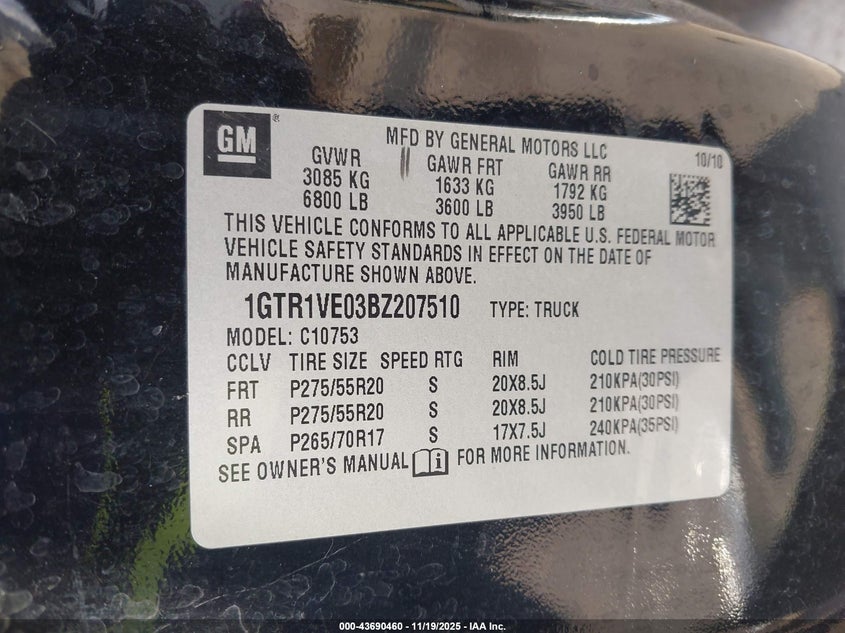 GM
MFD BY GENERAL MOTORS LLC 10/10
GVWR GAWR FRT GAWR RR
3085 KG 1633 KG 1792 KG
6800 LB 3600 LB 3950 LB
THIS VEHICLE CONFORMS TO ALL APPLICABLE U.S. FEDERAL MOTOR
VEHICLE SAFETY STANDARDS IN EFFECT ON THE DATE OF
MANUFACTURE SHOWN ABOVE.
1GTR1VE03BZ207510 TYPE: TRUCK
MODEL: C10753
CCLV TIRE SIZE SPEED RTG RIM COLD TIRE PRESSURE
FRT P275/55R20 S 20X8.5J 210KPA(30PSI)
RR P275/55R20 S 20X8.5J 210KPA(30PSI)
SPA P265/70R17 S 17X7.5J 240KPA(35PSI)
SEE OWNER'S MANUAL FOR MORE INFORMATION.
000-43690460 - 11/19/2025 - IAA Inc.